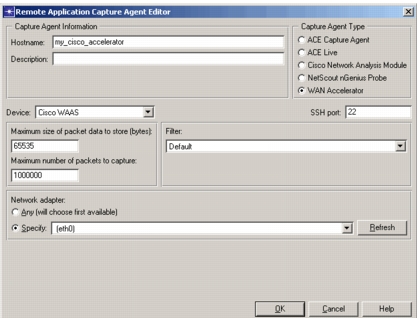 Remote Application Capture Agent Editor
Capture Agent Information
Hostname: my_cisco_accelerator
Description:
Capture Agent Type
ACE Capture Agent
ACE Live
Cisco Network Analysis Module
NetScout nGenius Probe
WAN Accelerator
Device: Cisco WAAS
SSH port: 22
Maximum size of packet data to store (bytes):
65535
Maximum number of packets to capture:
1000000
Filter:
Default
Network adapter:
Any (will choose first available)
Specify: (eth0)
Refresh
OK
Cancel
Help